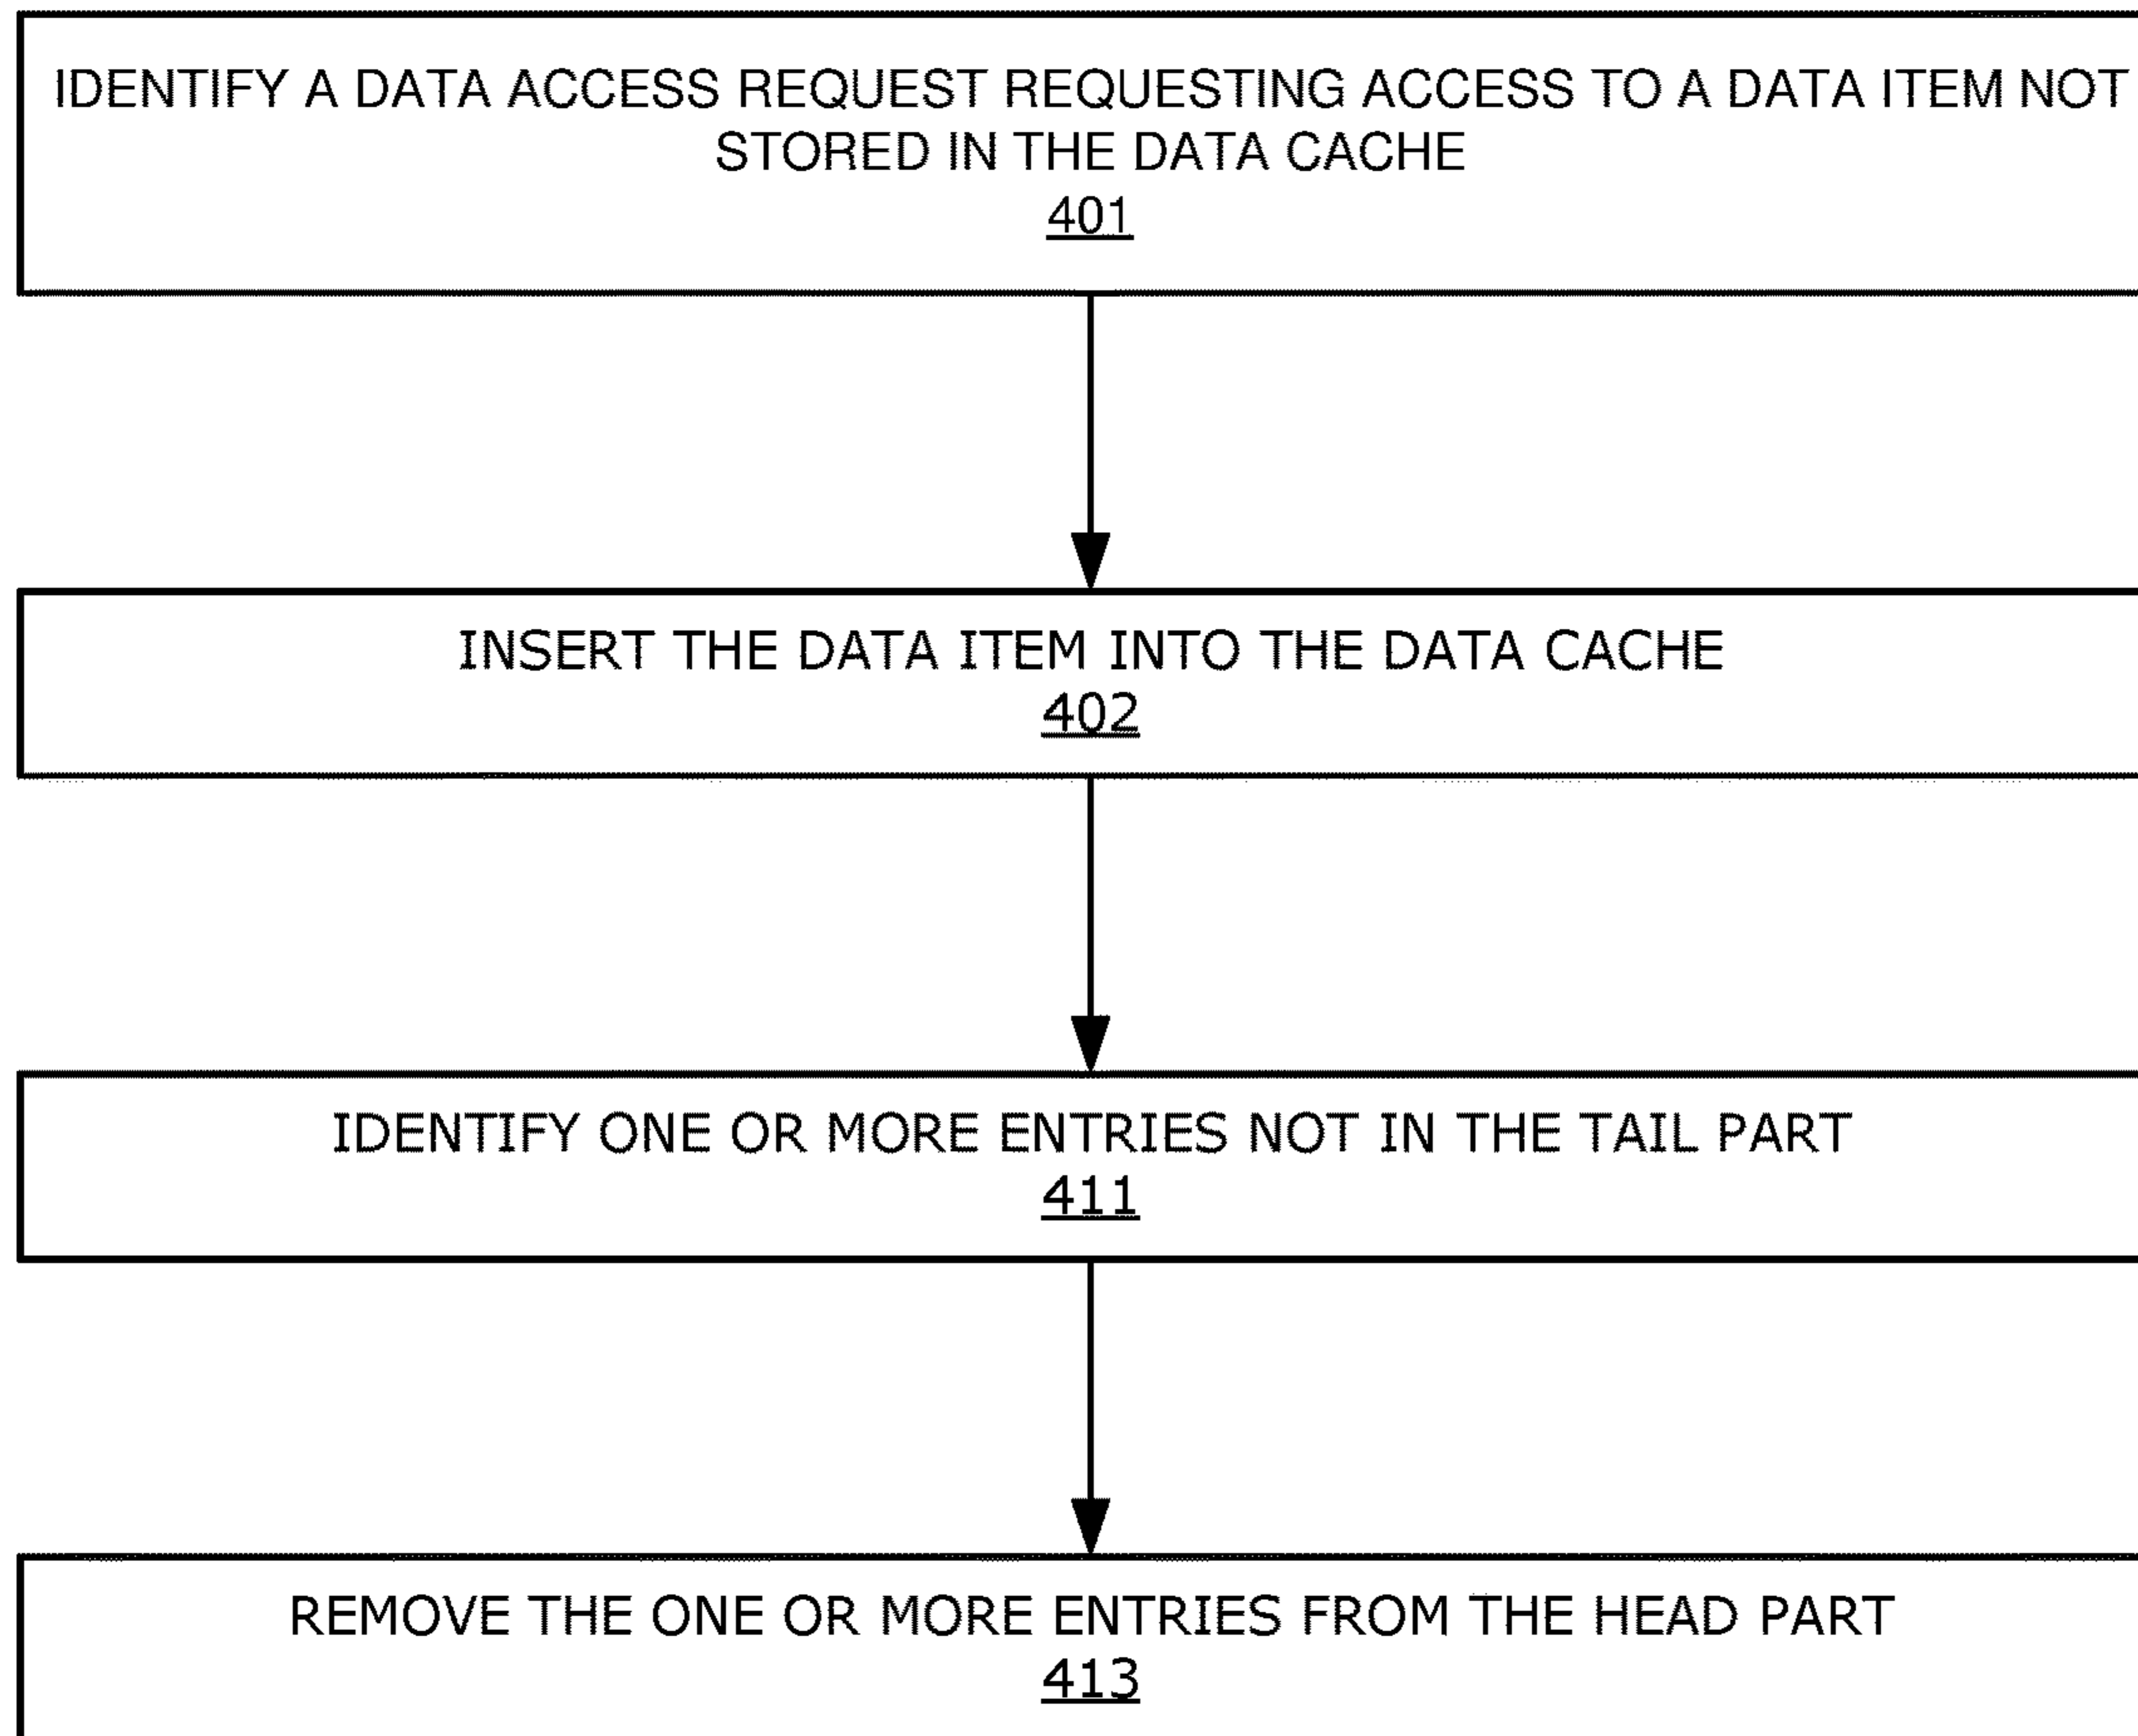 IDENTIFY A DATA ACCESS REQUEST REQUESTING ACCESS TO A DATA ITEM NOT
STORED IN THE DATA CACHE
401
INSERT THE DATA ITEM INTO THE DATA CACHE
402
IDENTIFY ONE OR MORE ENTRIES NOT IN THE TAIL PART
411
REMOVE THE ONE OR MORE ENTRIES FROM THE HEAD PART
413